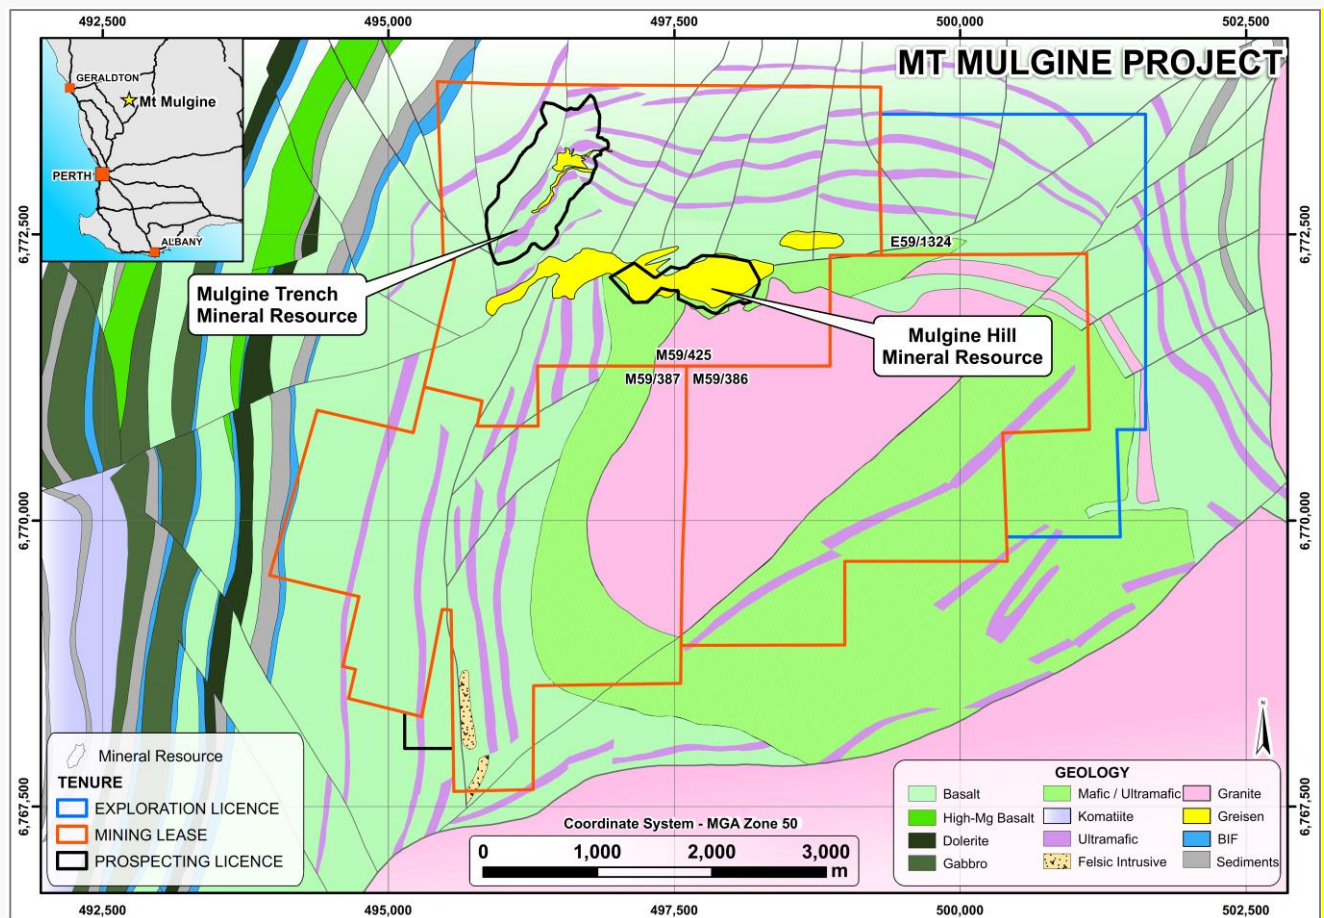 492,500
495,000
497,500
500,000
502,500
MT MULGINE PROJECT
GERALDTON
Mt Mulgine
PERTH
ALBANY
6,772,500
6,772,500
E59/1324
Mulgine Trench
Mineral Resource
Mulgine Hill
Mineral Resource
M59/425
M59/387
M59/386
6,770,000
6,770,000
Mineral Resource
TENURE
EXPLORATION LICENCE
MINING LEASE
PROSPECTING LICENCE
N
GEOLOGY
Basalt
Mafic / Ultramafic
Granite
High-Mg Basalt
Komatiite
Greisen
Dolerite
Ultramafic
BIF
Gabbro
Felsic Intrusive
Sediments
6,767,500
6,767,500
Coordinate System - MGA Zone 50
0
1,000
2,000
3,000
m
492,500
495,000
497,500
500,000
502,500